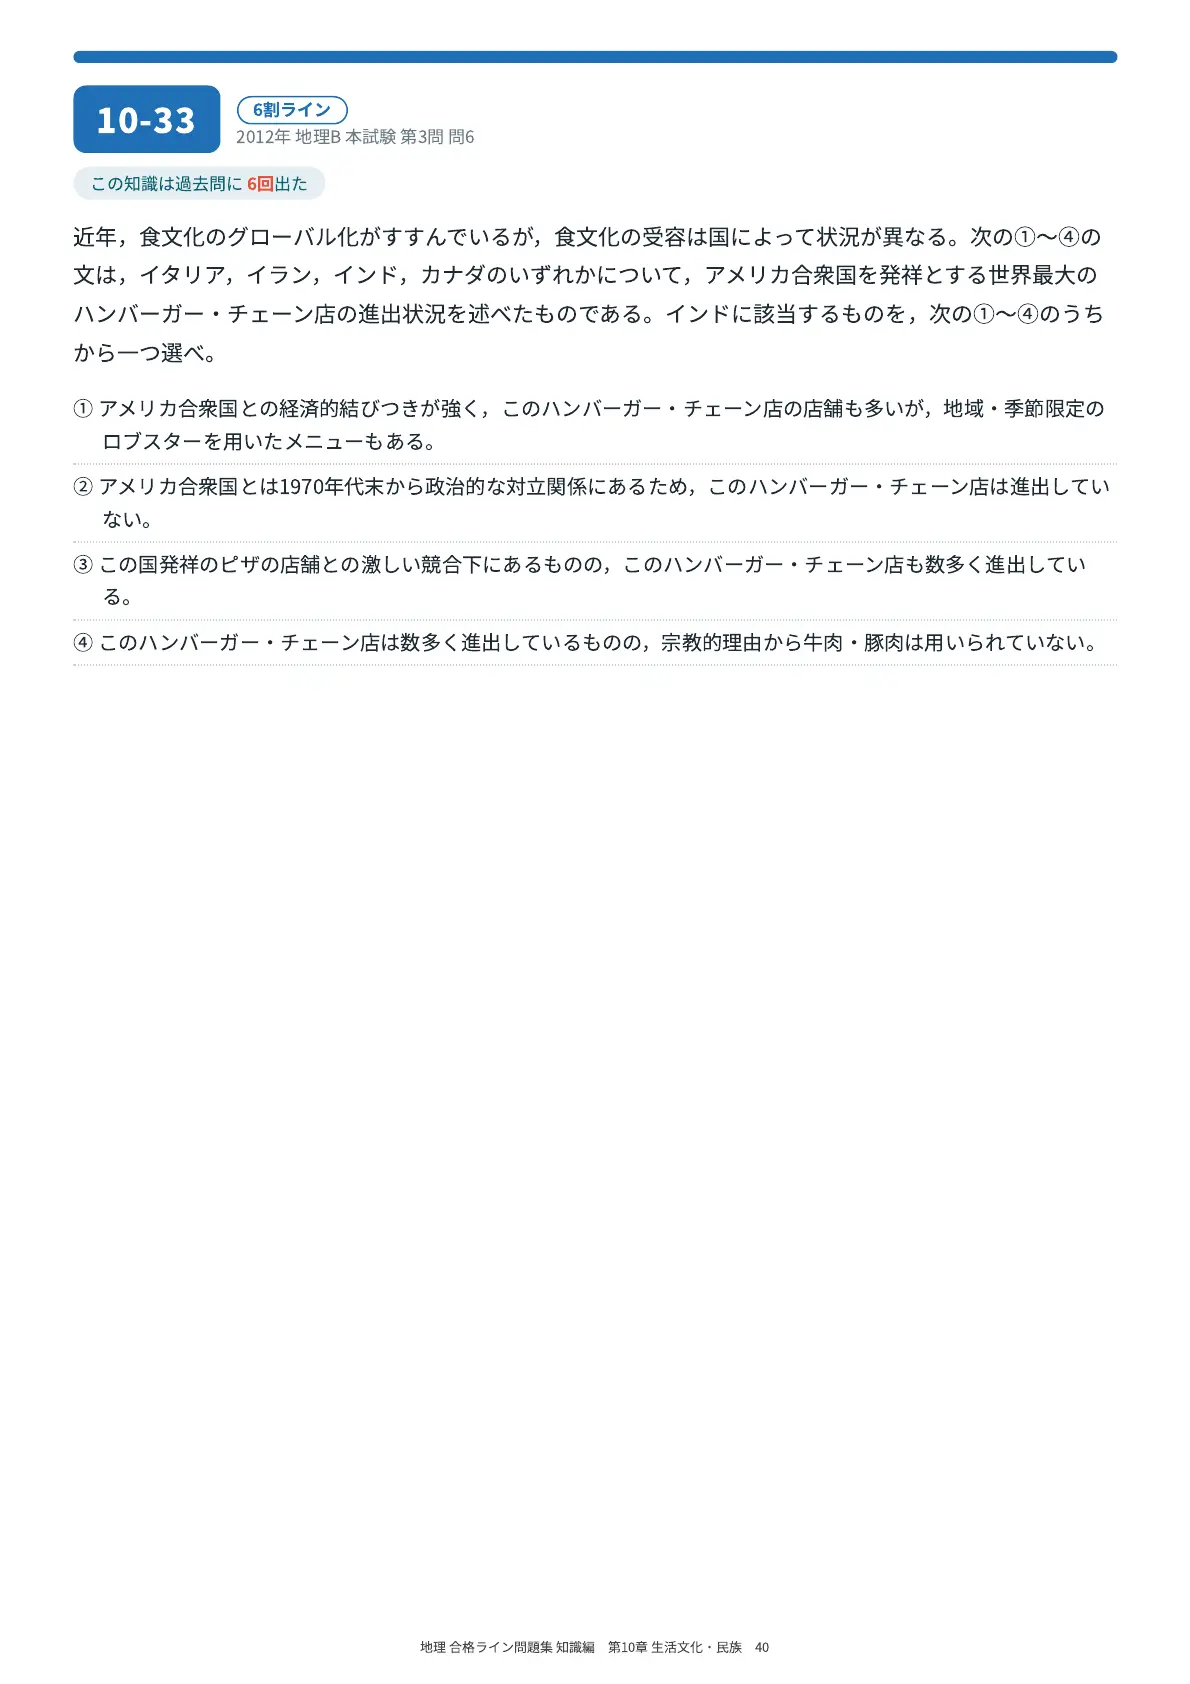 10-33
6割ライン
2012年 地理B 本試験 第3問 問6
この知識は過去問に 6回出た
近年，食文化のグローバル化がすすんでいるが，食文化の受容は国によって状況が異なる。次の①〜④の
文は，イタリア，イラン，インド，カナダのいずれかについて，アメリカ合衆国を発祥とする世界最大の
ハンバーガー・チェーン店の進出状況を述べたものである。インドに該当するものを，次の①〜④のうち
から一つ選べ。
① アメリカ合衆国との経済的結びつきが強く，このハンバーガー・チェーン店の店舗も多いが，地域・季節限定の
ロブスターを用いたメニューもある。
② アメリカ合衆国とは1970年代末から政治的な対立関係にあるため，このハンバーガー・チェーン店は進出してい
ない。
③ この国発祥のピザの店舗との激しい競合下にあるものの，このハンバーガー・チェーン店も数多く進出してい
る。
④ このハンバーガー・チェーン店は数多く進出しているものの，宗教的理由から牛肉・豚肉は用いられていない。
地理 合格ライン問題集 知識編　第10章 生活文化・民族　40